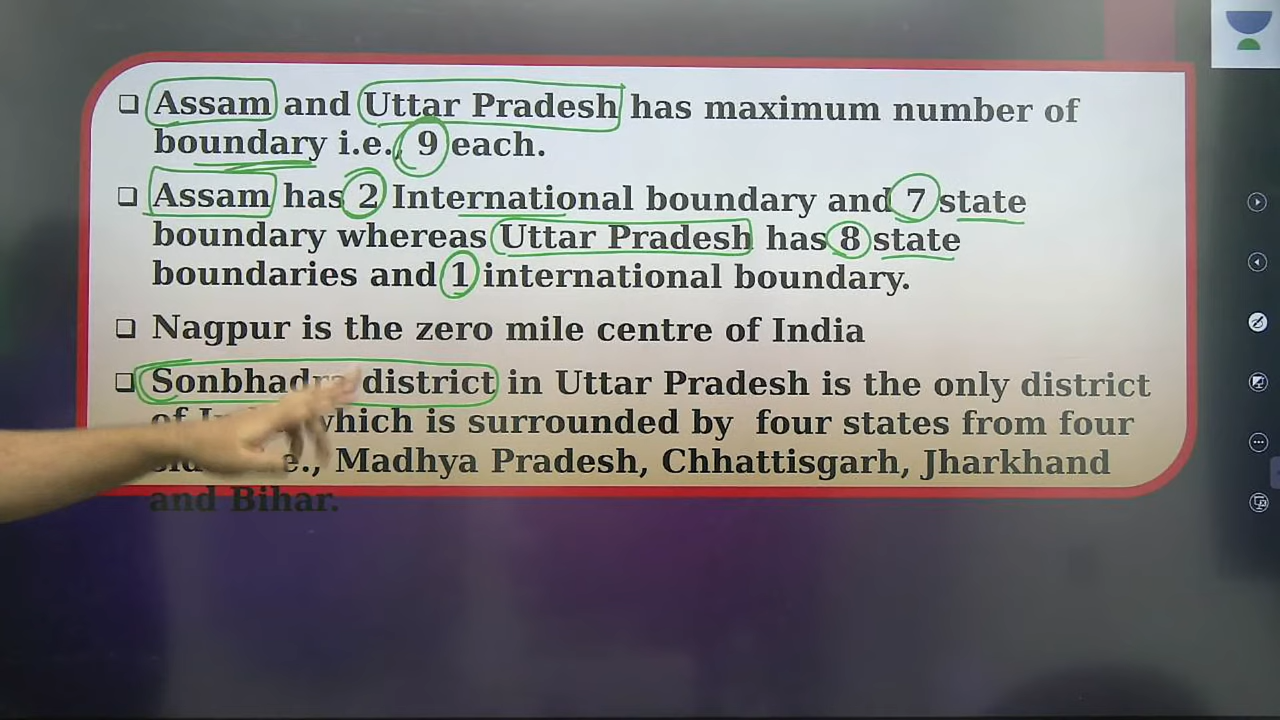 ❑ Assam and Uttar Pradesh has maximum number of
boundary i.e., 9 each.
❑ Assam has 2 International boundary and 7 state
boundary whereas Uttar Pradesh has 8 state
boundaries and 1 international boundary.
❑ Nagpur is the zero mile centre of India
❑ Sonbhadra district in Uttar Pradesh is the only district
of which is surrounded by four states from four
Madhya Pradesh, Chhattisgarh, Jharkhand
and Bihar.